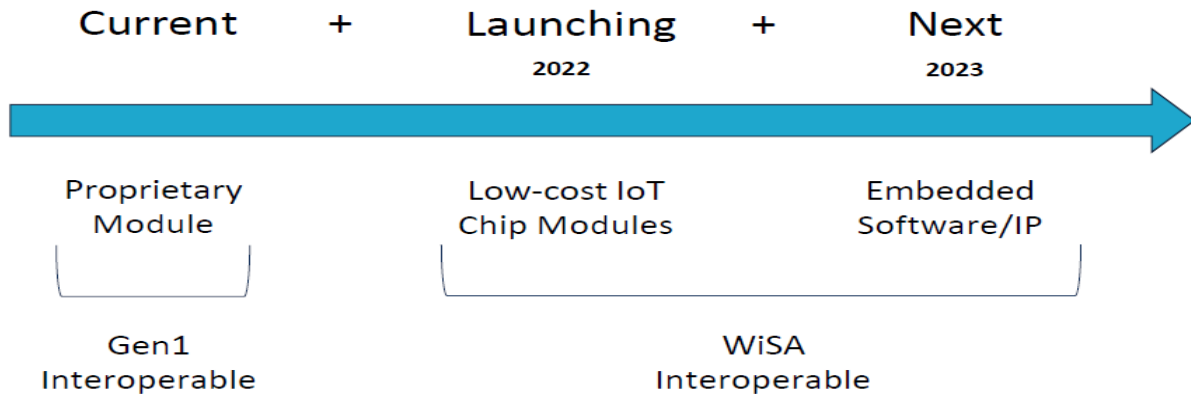 Current + Launching + Next
2022 2023
Proprietary Low-cost IoT Embedded
Module Chip Modules Software/IP
Gen1 WiSA
Interoperable Interoperable